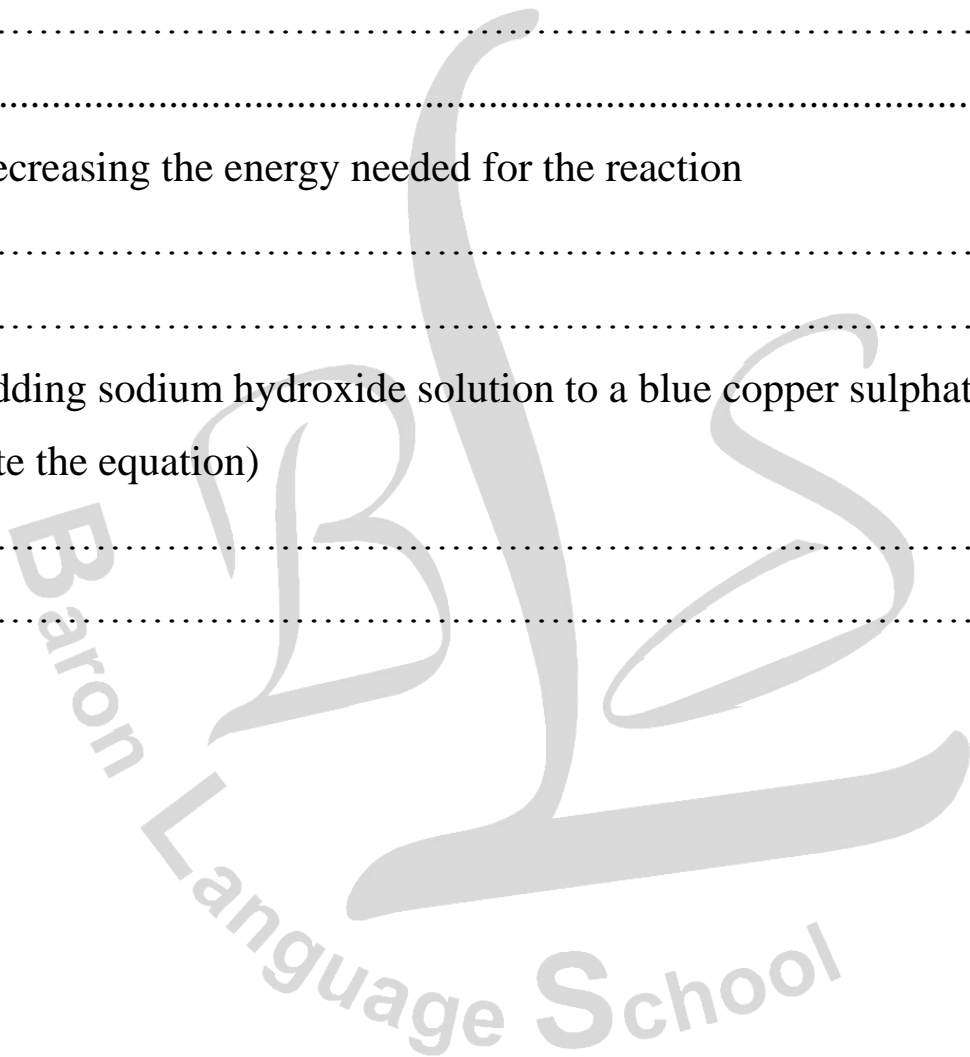 ecreasing the energy needed for the reaction
dding sodium hydroxide solution to a blue copper sulphat
te the equation)
BLS
Baron Language School